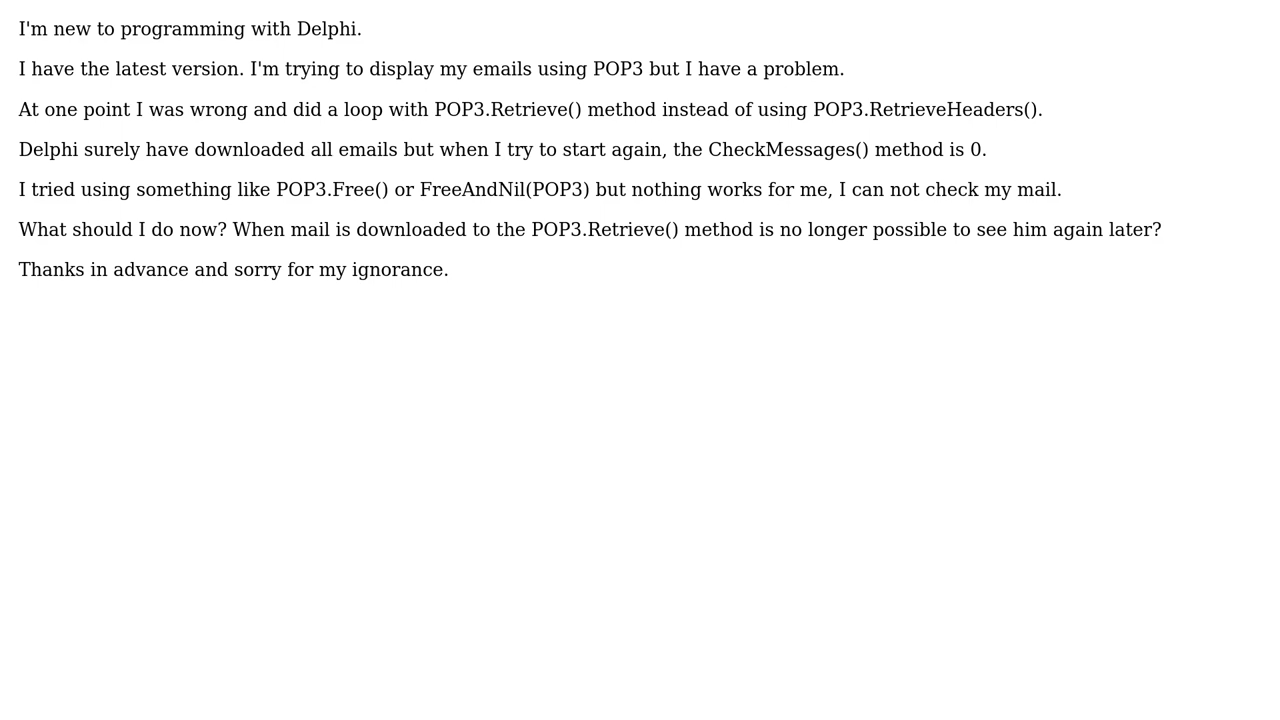 I'm new to programming with Delphi.
I have the latest version. I'm trying to display my emails using POP3 but I have a problem.
At one point I was wrong and did a loop with POP3.Retrieve() method instead of using POP3.RetrieveHeaders().
Delphi surely have downloaded all emails but when I try to start again, the CheckMessages() method is 0.
I tried using something like POP3.Free() or FreeAndNil(POP3) but nothing works for me, I can not check my mail.
What should I do now? When mail is downloaded to the POP3.Retrieve() method is no longer possible to see him again later?
Thanks in advance and sorry for my ignorance.